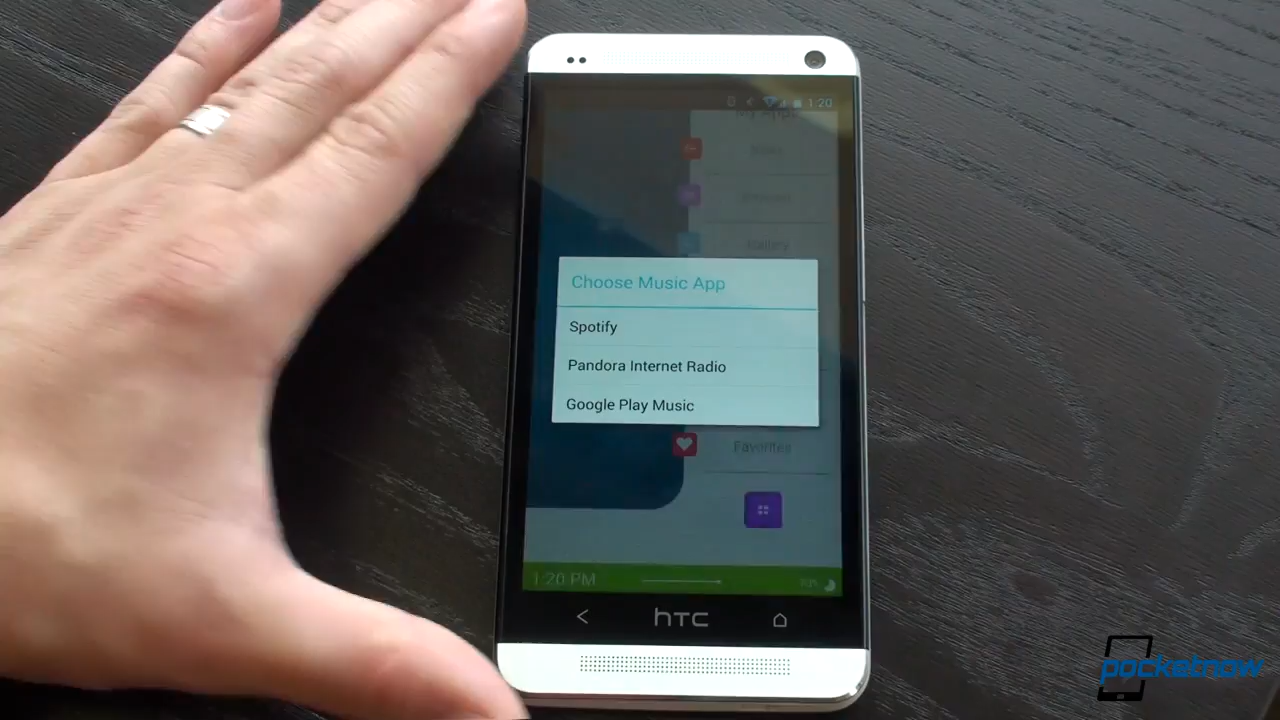 1:20
My Apps
Gallery
Choose Music App
Spotify
Pandora Internet Radio
Google Play Music
Favorites
1:20 PM
hTC
pocketnow